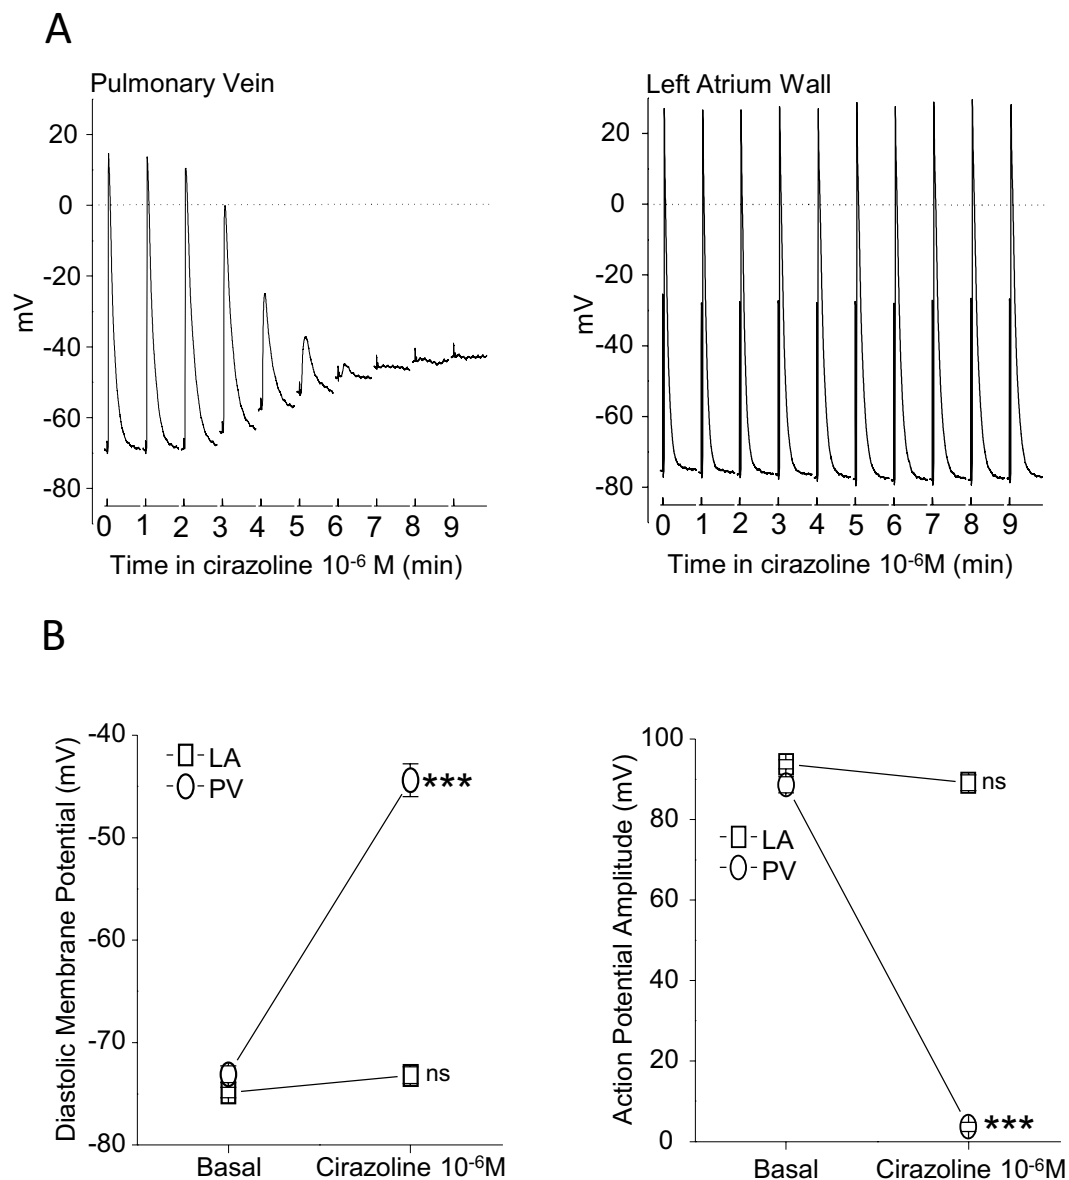 A
Pulmonary Vein
mV
20
0
-20
-40
-60
-80
0 1 2 3 4 5 6 7 8 9
Time in cirazoline 10-6 M (min)
Left Atrium Wall
mV
20
0
-20
-40
-60
-80
0 1 2 3 4 5 6 7 8 9
Time in cirazoline 10-6M (min)
B
Diastolic Membrane Potential (mV)
-40
-50
-60
-70
-80
LA
PV
***
ns
Basal Cirazoline 10-6M
Action Potential Amplitude (mV)
100
80
60
40
20
0
LA
PV
ns
***
Basal Cirazoline 10-6M